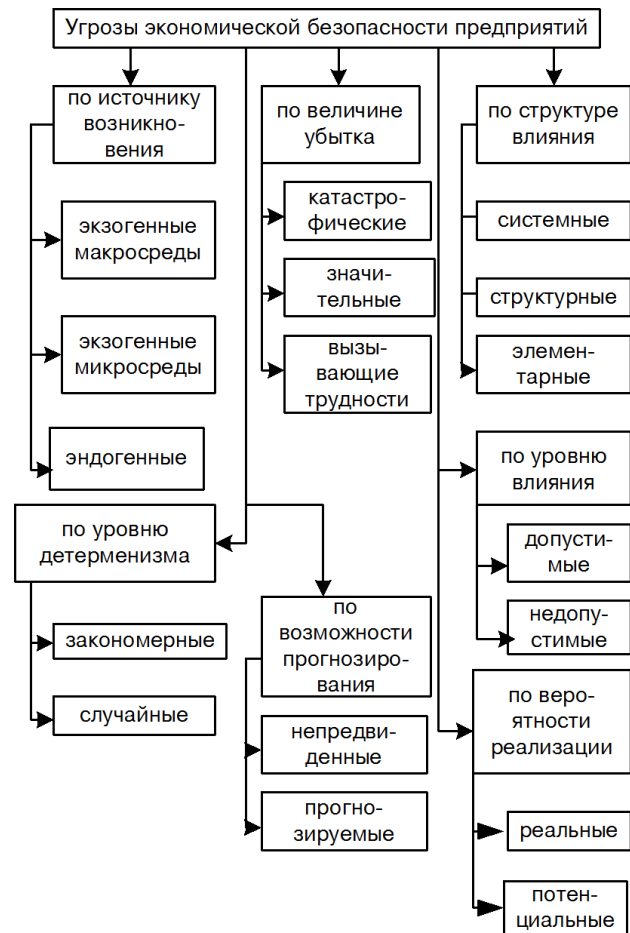 Угрозы экономической безопасности предприятий
по источнику
возникно-
вения
экзогенные
макросреды
экзогенные
микросреды
эндогенные
по уровню
детерменизма
закономерные
случайные
по величине
убытка
катастро-
фические
значи-
тельные
вызы-
вающие
трудности
по
возможности
прогнозиро-
вания
непредви-
денные
прогно-
зируемые
по структуре
влияния
системные
структурные
элемен-
тарные
по уровню
влияния
допусти-
мые
недопу-
стимые
по веро-
ятности
реализации
реальные
потен-
циальные